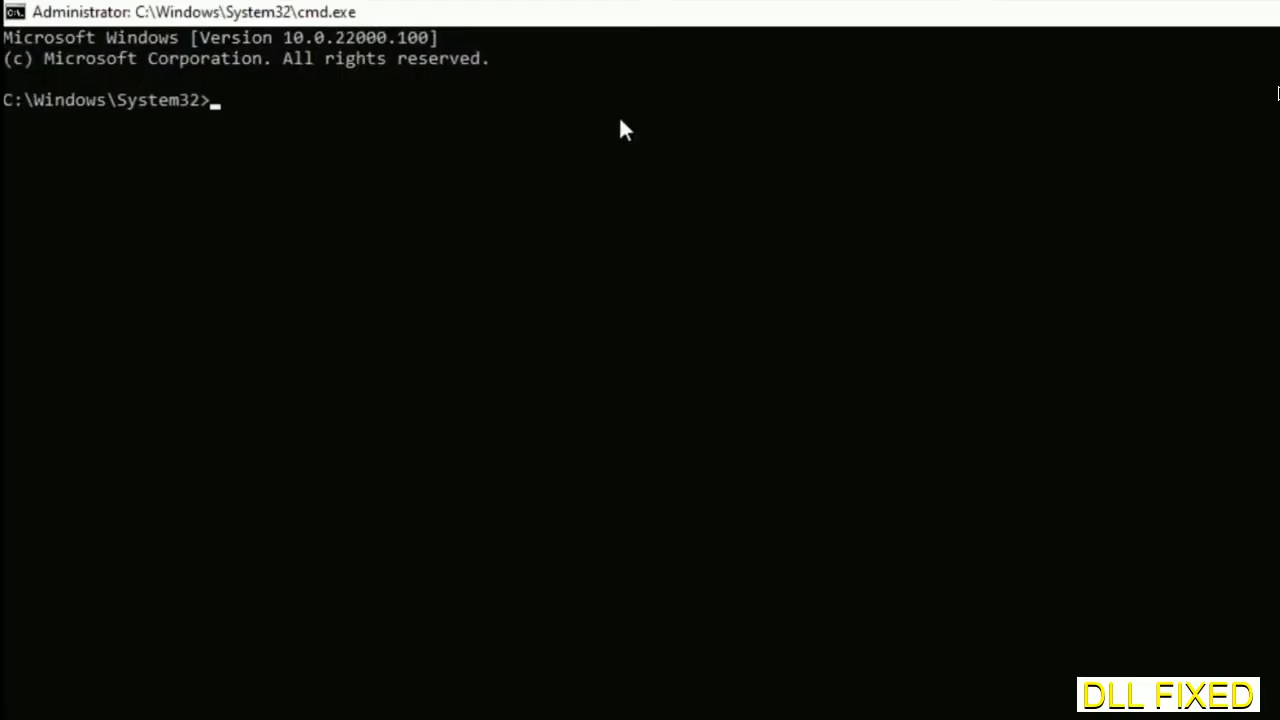 Administrator: C:\Windows\System32\cmd.exe
Microsoft Windows [Version 10.0.22000.100]
(c) Microsoft Corporation. All rights reserved.
C:\Windows\System32>
DLL FIXED